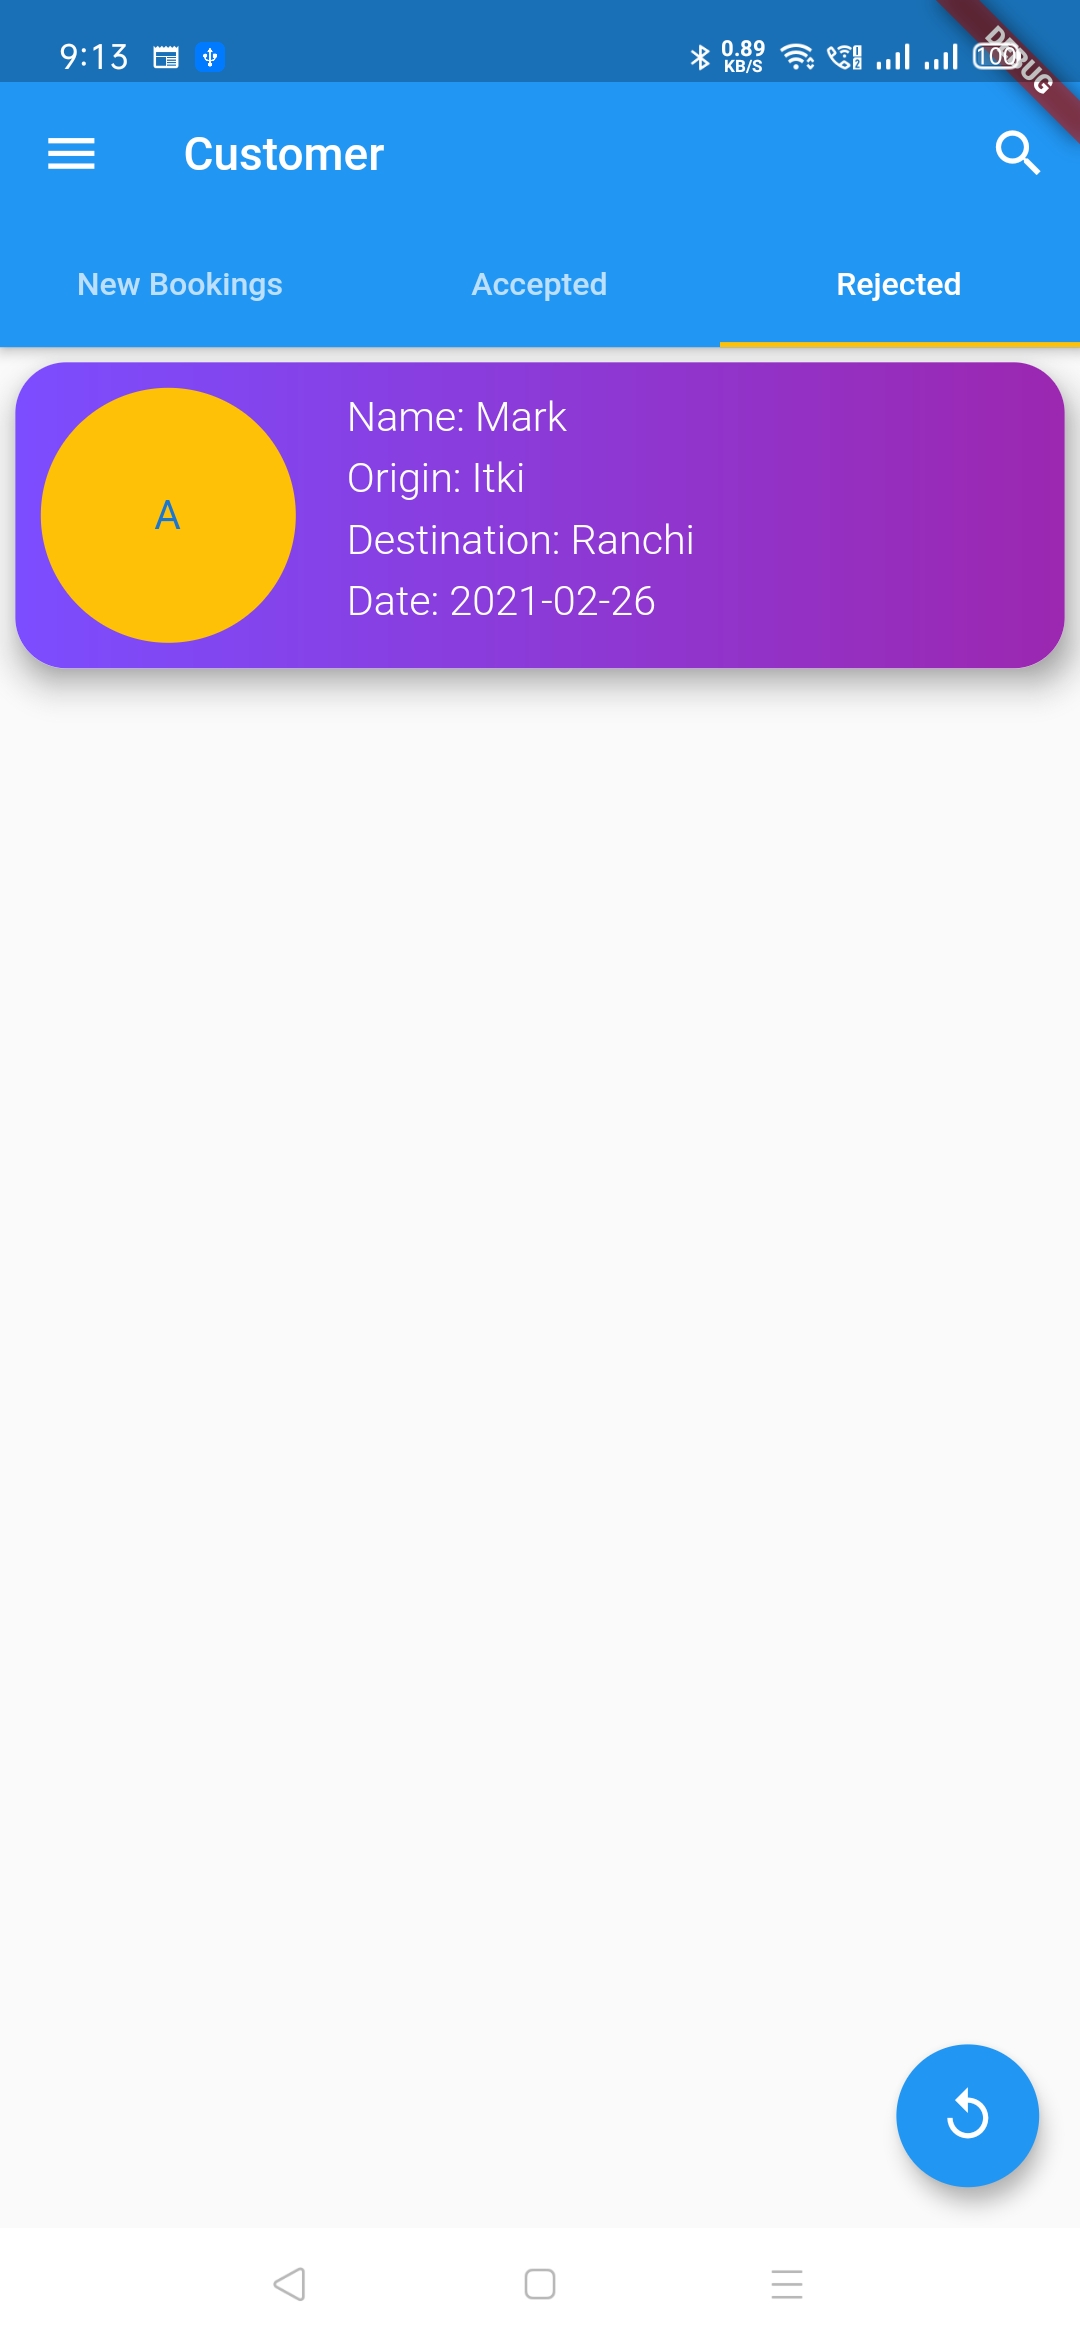 9:13 0.89 KB/S 100
DEBUG
Customer
New Bookings Accepted Rejected
A
Name: Mark
Origin: Itki
Destination: Ranchi
Date: 2021-02-26